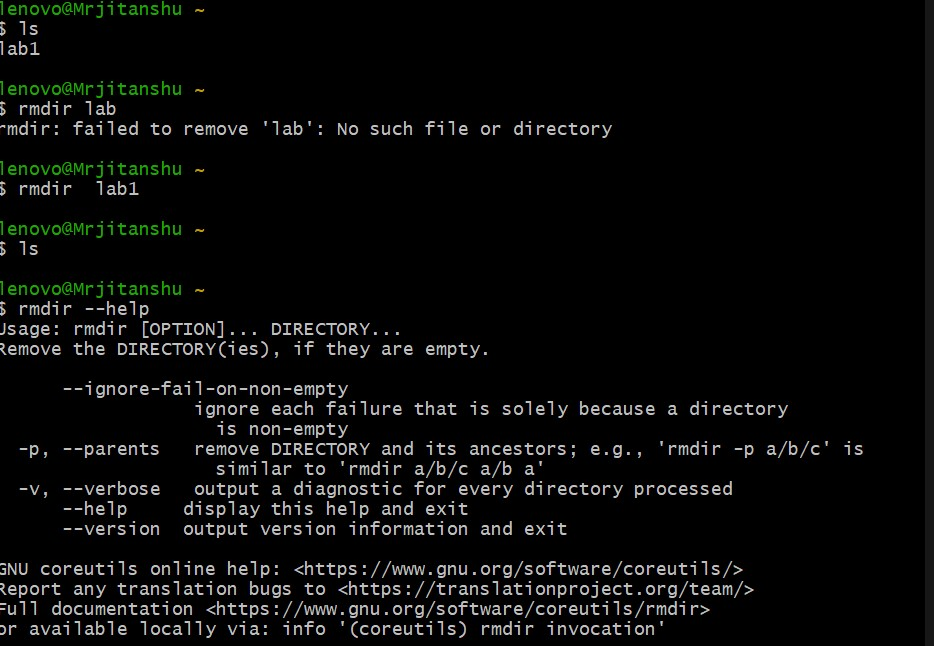 lenovo@Mrjitanshu ~
$ ls
lab1
lenovo@Mrjitanshu ~
$ rmdir lab
rmdir: failed to remove 'lab': No such file or directory
lenovo@Mrjitanshu ~
$ rmdir  lab1
lenovo@Mrjitanshu ~
$ ls
lenovo@Mrjitanshu ~
$ rmdir --help
Usage: rmdir [OPTION]... DIRECTORY...
Remove the DIRECTORY(ies), if they are empty.
--ignore-fail-on-non-empty
ignore each failure that is solely because a directory
is non-empty
-p, --parents   remove DIRECTORY and its ancestors; e.g., 'rmdir -p a/b/c' is
similar to 'rmdir a/b/c a/b a'
-v, --verbose   output a diagnostic for every directory processed
--help     display this help and exit
--version  output version information and exit
GNU coreutils online help: <https://www.gnu.org/software/coreutils/>
Report any translation bugs to <https://translationproject.org/team/>
Full documentation <https://www.gnu.org/software/coreutils/rmdir>
or available locally via: info '(coreutils) rmdir invocation'